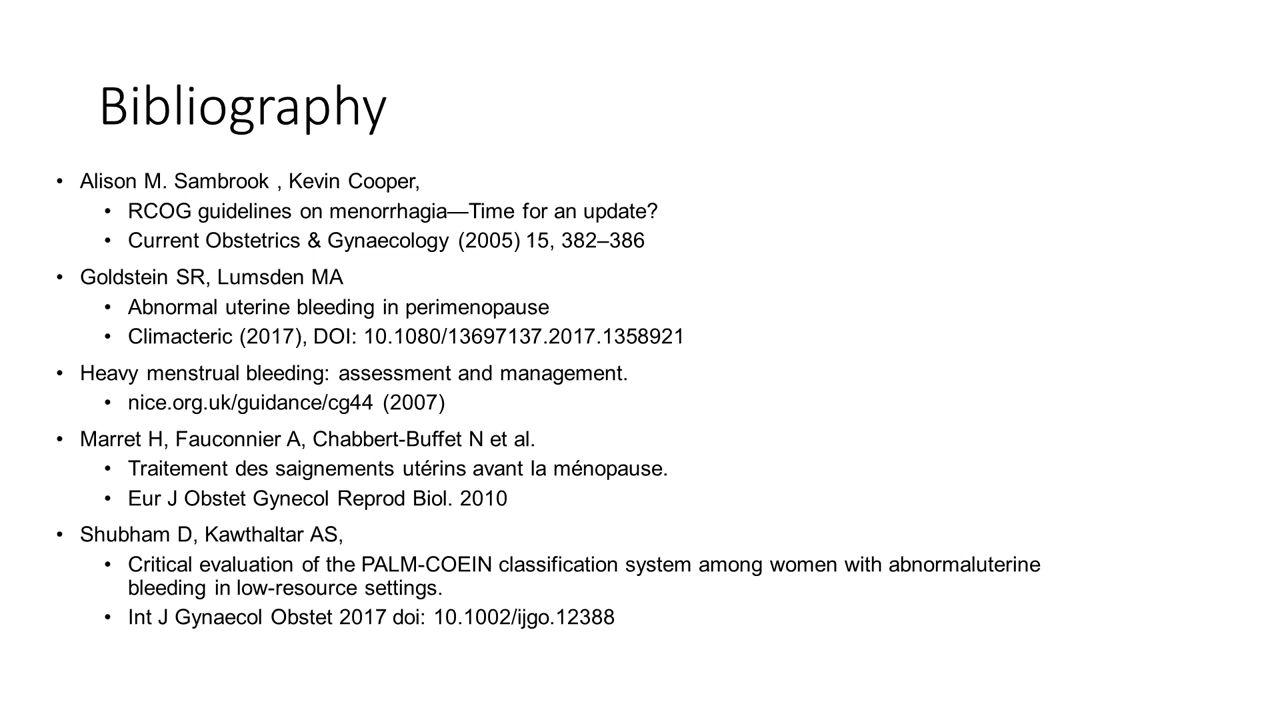 Bibliography
• Alison M. Sambrook , Kevin Cooper,
• RCOG guidelines on menorrhagia—Time for an update?
• Current Obstetrics & Gynaecology (2005) 15, 382–386
• Goldstein SR, Lumsden MA
• Abnormal uterine bleeding in perimenopause
• Climacteric (2017), DOI: 10.1080/13697137.2017.1358921
• Heavy menstrual bleeding: assessment and management.
• nice.org.uk/guidance/cg44 (2007)
• Marret H, Fauconnier A, Chabbert-Buffet N et al.
• Traitement des saignements utérins avant la ménopause.
• Eur J Obstet Gynecol Reprod Biol. 2010
• Shubham D, Kawthaltar AS,
• Critical evaluation of the PALM-COEIN classification system among women with abnormaluterine
bleeding in low-resource settings.
• Int J Gynaecol Obstet 2017 doi: 10.1002/ijgo.12388